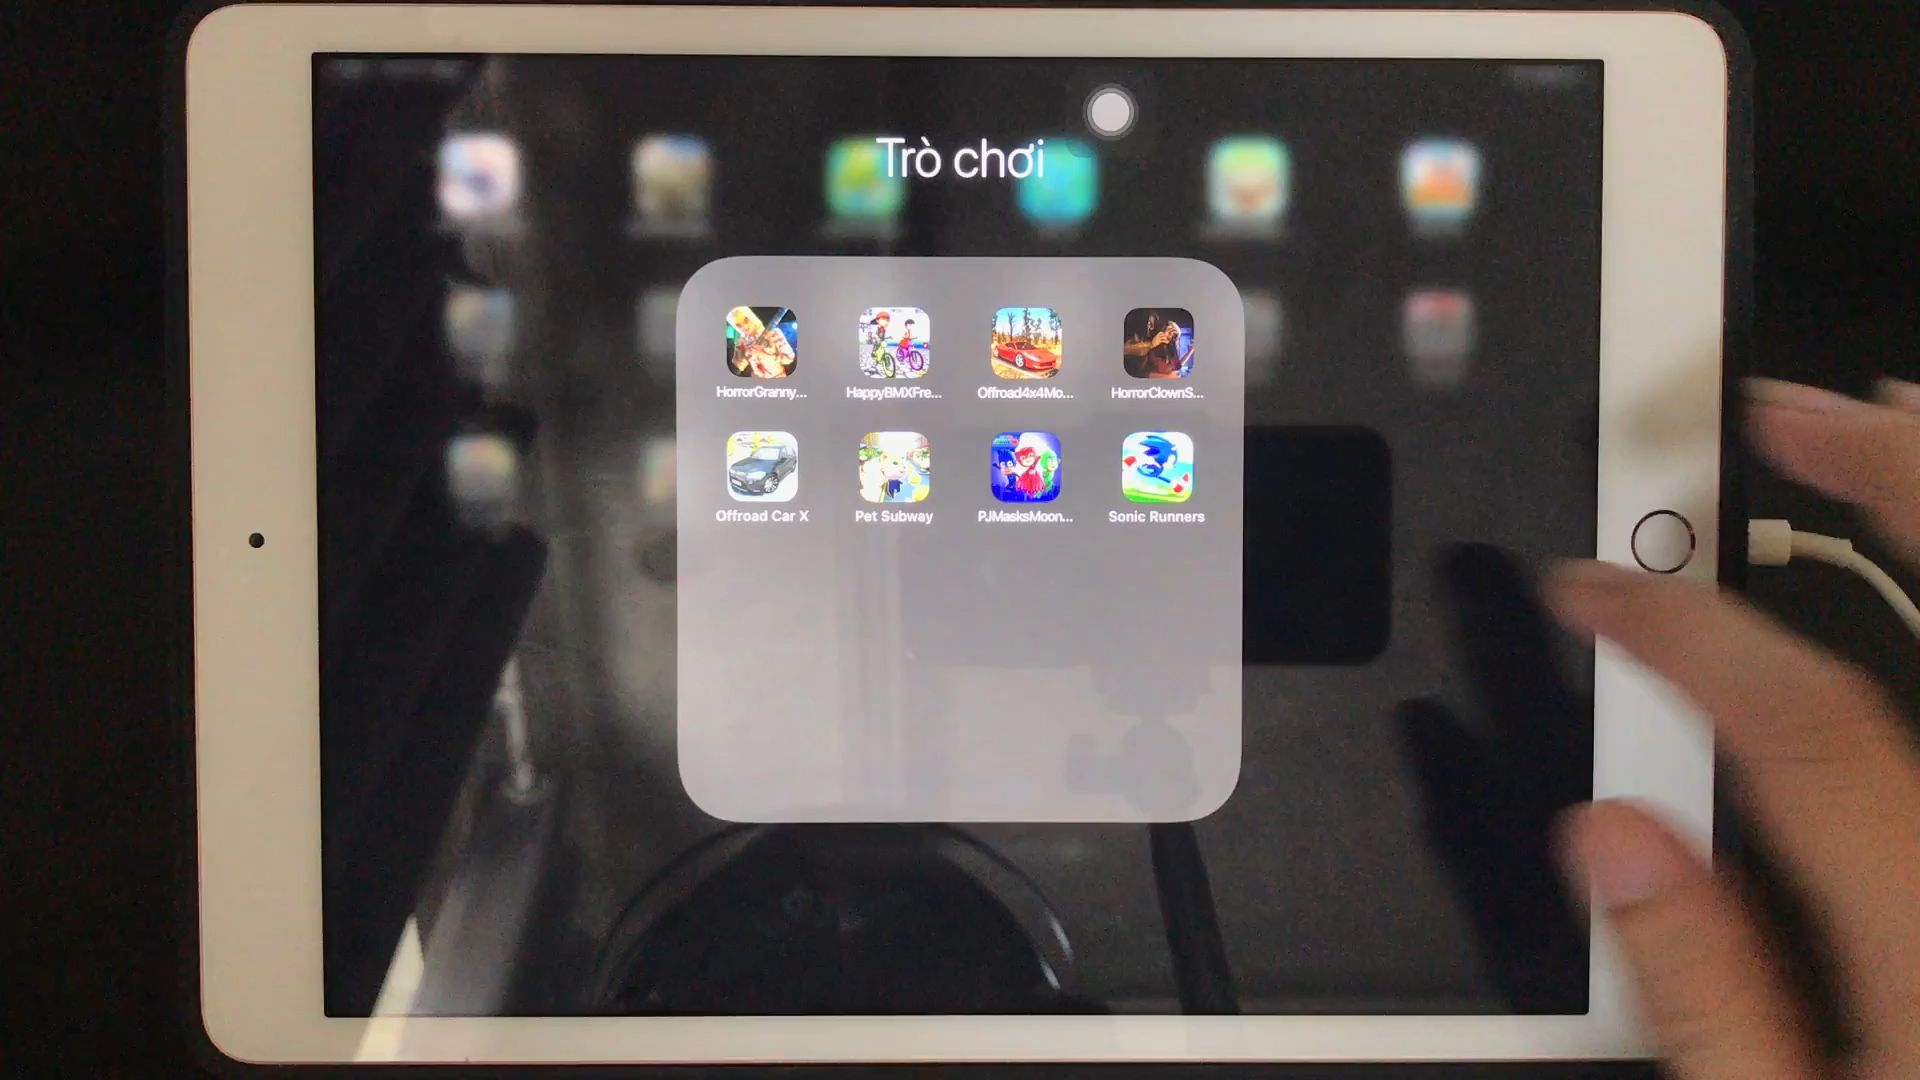 Trò chơi
HorrorGranny...
HappyBMXFre...
Offroad4x4Mo...
HorrorClownS...
Offroad Car X
Pet Subway
PJMasksMoon...
Sonic Runners